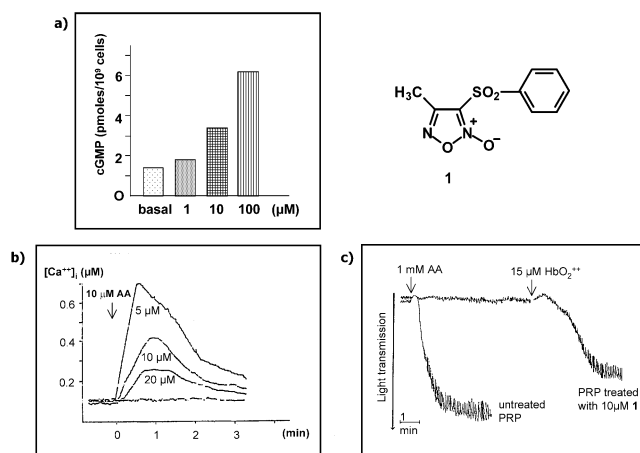 a)
cGMP (pmoles/10⁹ cells)
6
4
2
O
basal 1 10 100 (µM)
H₃C
SO₂
N
O
N⁺
O⁻
1
b)
[Ca⁺⁺]ᵢ (µM)
10 µM AA
0.6
0.4
0.2
5 µM
10 µM
20 µM
0 1 2 3 (min)
c)
1 mM AA
15 µM HbO₂⁺⁺
Light transmission
1
min
untreated
PRP
PRP treated
with 10µM 1